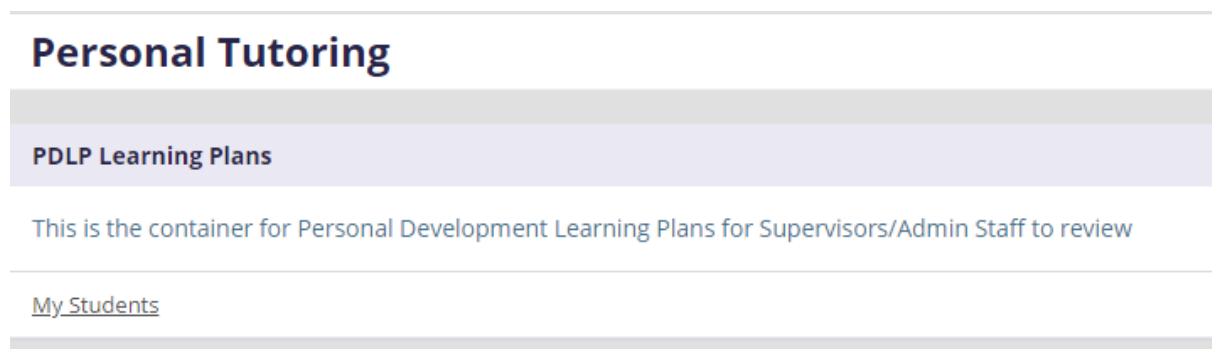 Personal Tutoring
PDLP Learning Plans
This is the container for Personal Development Learning Plans for Supervisors/Admin Staff to review
My Students